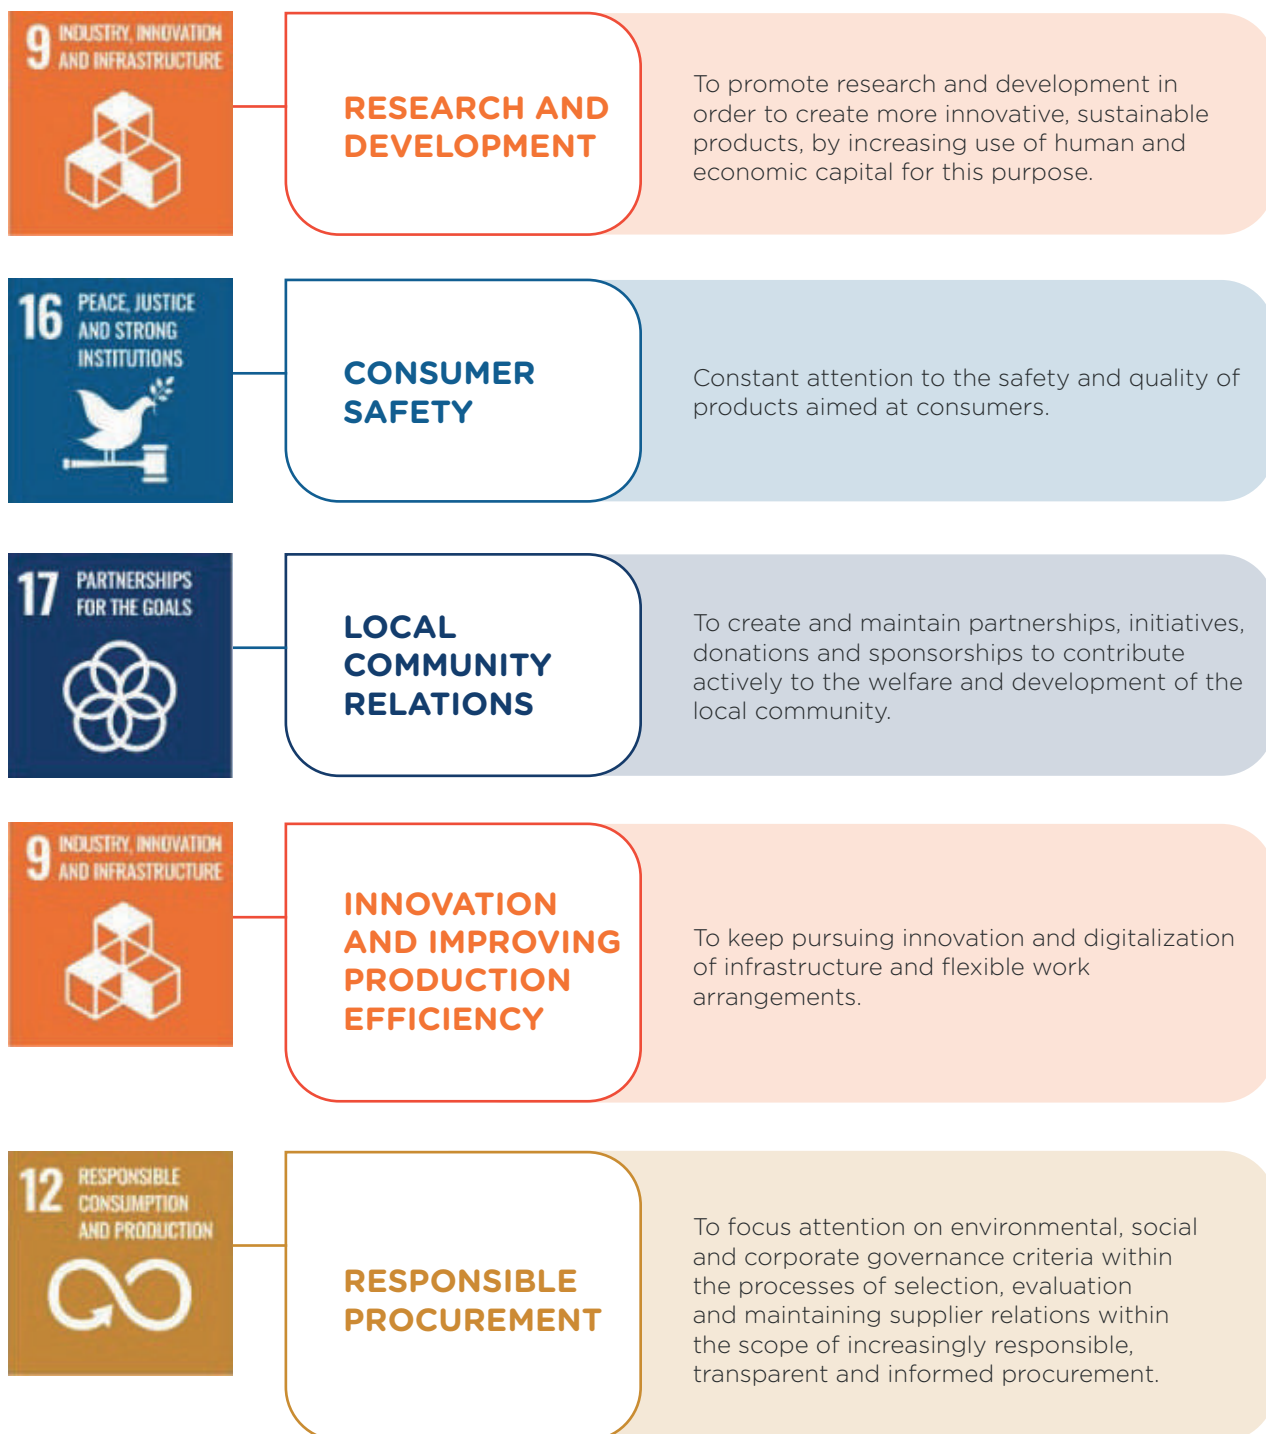 9 INDUSTRY, INNOVATION
AND INFRASTRUCTURE
RESEARCH AND
DEVELOPMENT
To promote research and development in
order to create more innovative, sustainable
products, by increasing use of human and
economic capital for this purpose.
16 PEACE, JUSTICE
AND STRONG
INSTITUTIONS
CONSUMER
SAFETY
Constant attention to the safety and quality of
products aimed at consumers.
17 PARTNERSHIPS
FOR THE GOALS
LOCAL
COMMUNITY
RELATIONS
To create and maintain partnerships, initiatives,
donations and sponsorships to contribute
actively to the welfare and development of the
local community.
9 INDUSTRY, INNOVATION
AND INFRASTRUCTURE
INNOVATION
AND IMPROVING
PRODUCTION
EFFICIENCY
To keep pursuing innovation and digitalization
of infrastructure and flexible work
arrangements.
12 RESPONSIBLE
CONSUMPTION
AND PRODUCTION
RESPONSIBLE
PROCUREMENT
To focus attention on environmental, social
and corporate governance criteria within
the processes of selection, evaluation
and maintaining supplier relations within
the scope of increasingly responsible,
transparent and informed procurement.